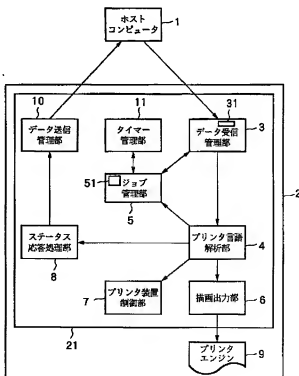 ホスト
コンピュータ
1
10
データ送信
管理部
11
タイマー
管理部
31
データ受信
管理部
3
51
ジョブ
管理部
5
2
ステータス
応答処理部
8
プリンタ言語
解析部
4
プリンタ装置
制御部
7
描画出力部
6
21
プリンタ
エンジン
9